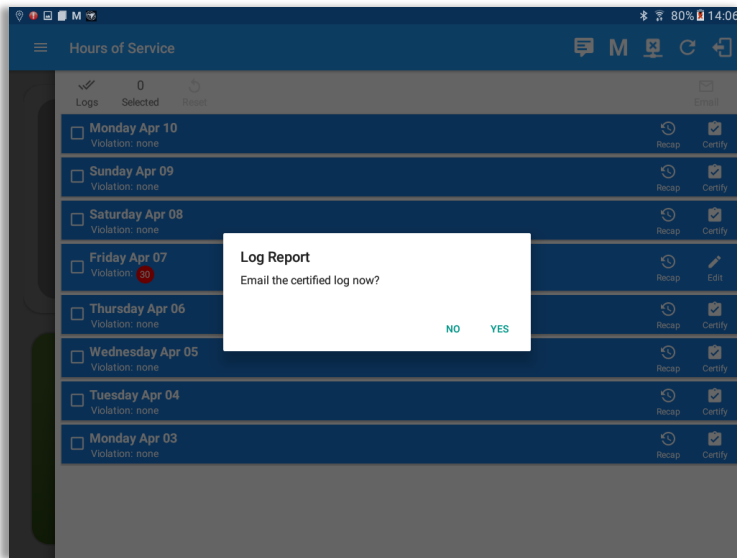 M
80% 14:06
Hours of Service
M
Logs
0
Selected
Reset
Email
Monday Apr 10
Violation: none
Recap
Certify
Sunday Apr 09
Violation: none
Recap
Certify
Saturday Apr 08
Violation: none
Recap
Certify
Friday Apr 07
Violation: 30
Recap
Edit
Log Report
Email the certified log now?
NO YES
Thursday Apr 06
Violation: none
Recap
Certify
Wednesday Apr 05
Violation: none
Recap
Certify
Tuesday Apr 04
Violation: none
Recap
Certify
Monday Apr 03
Violation: none
Recap
Certify